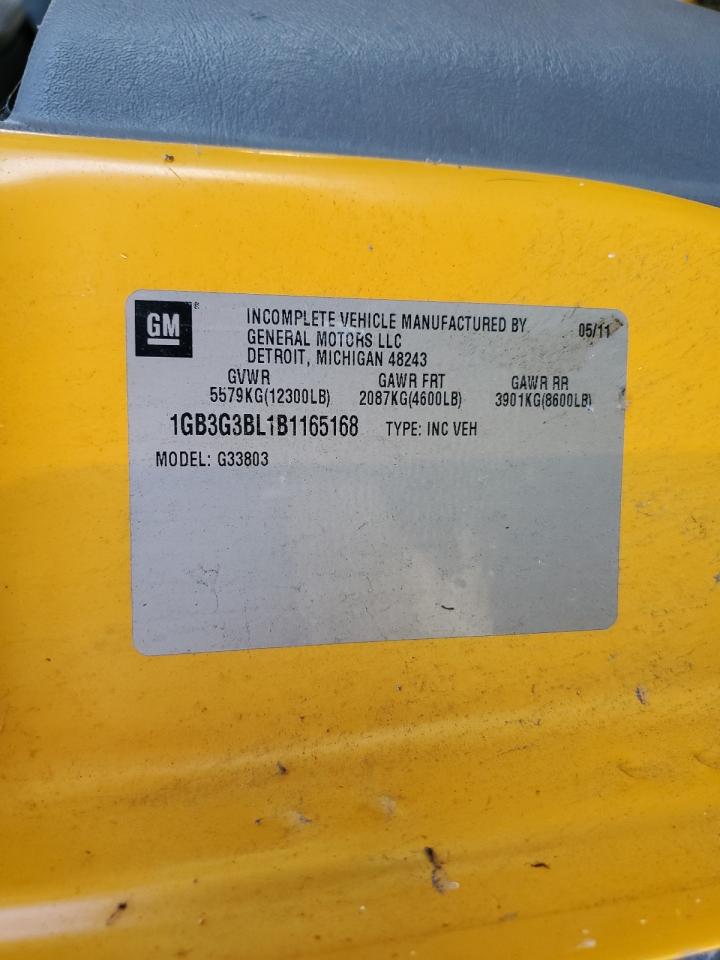 GM ®
INCOMPLETE VEHICLE MANUFACTURED BY 05/11
GENERAL MOTORS LLC
DETROIT, MICHIGAN 48243
GVWR GAWR FRT GAWR RR
5579KG(12300LB) 2087KG(4600LB) 3901KG(8600LB)
1GB3G3BL1B1165168 TYPE: INC VEH
MODEL: G33803